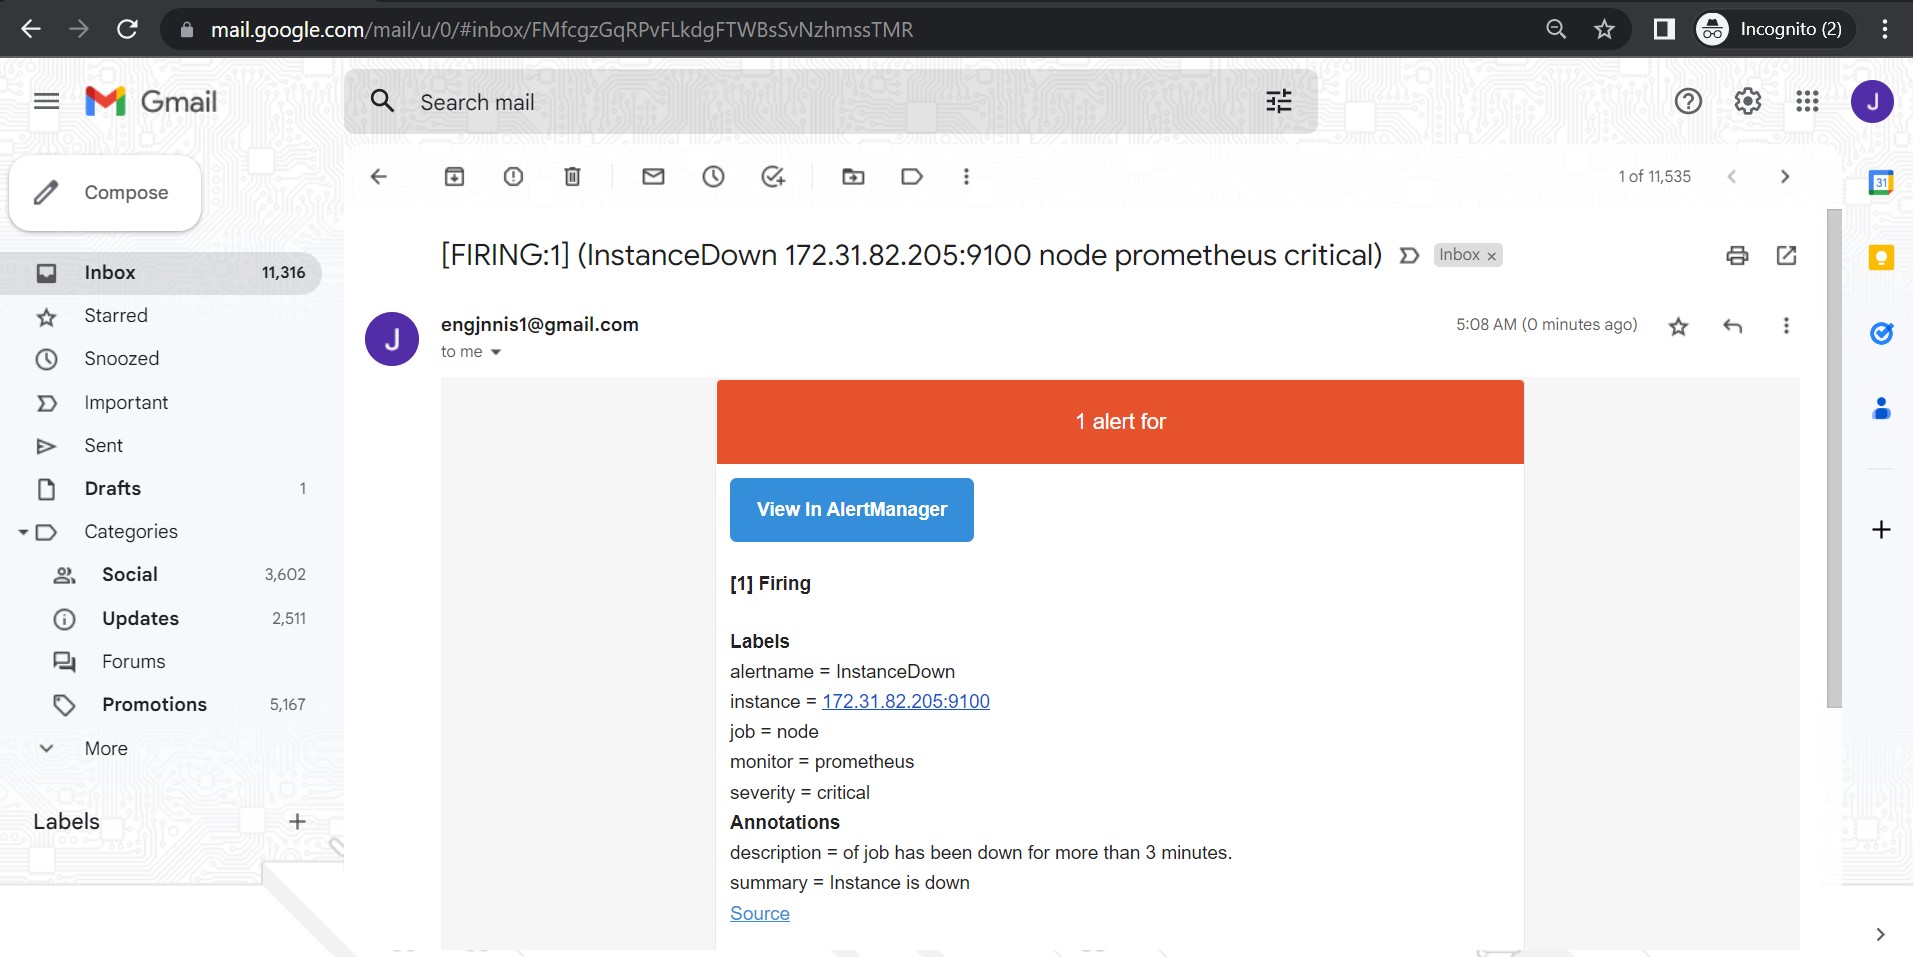 mail.google.com/mail/u/0/#inbox/FMfcgzGqRPvFLkdgFTWBsSvNzhmssTMR
Incognito (2)
Gmail
Search mail
J
Compose
1 of 11,535
31
[FIRING:1] (InstanceDown 172.31.82.205:9100 node prometheus critical)
Inbox ×
Inbox 11,316
Starred
Snoozed
Important
Sent
Drafts 1
Categories
Social 3,602
Updates 2,511
Forums
Promotions 5,167
More
Labels
J
engjnnis1@gmail.com
5:08 AM (0 minutes ago)
to me
1 alert for
View In AlertManager
[1] Firing
Labels
alertname = InstanceDown
instance = 172.31.82.205:9100
job = node
monitor = prometheus
severity = critical
Annotations
description = of job has been down for more than 3 minutes.
summary = Instance is down
Source